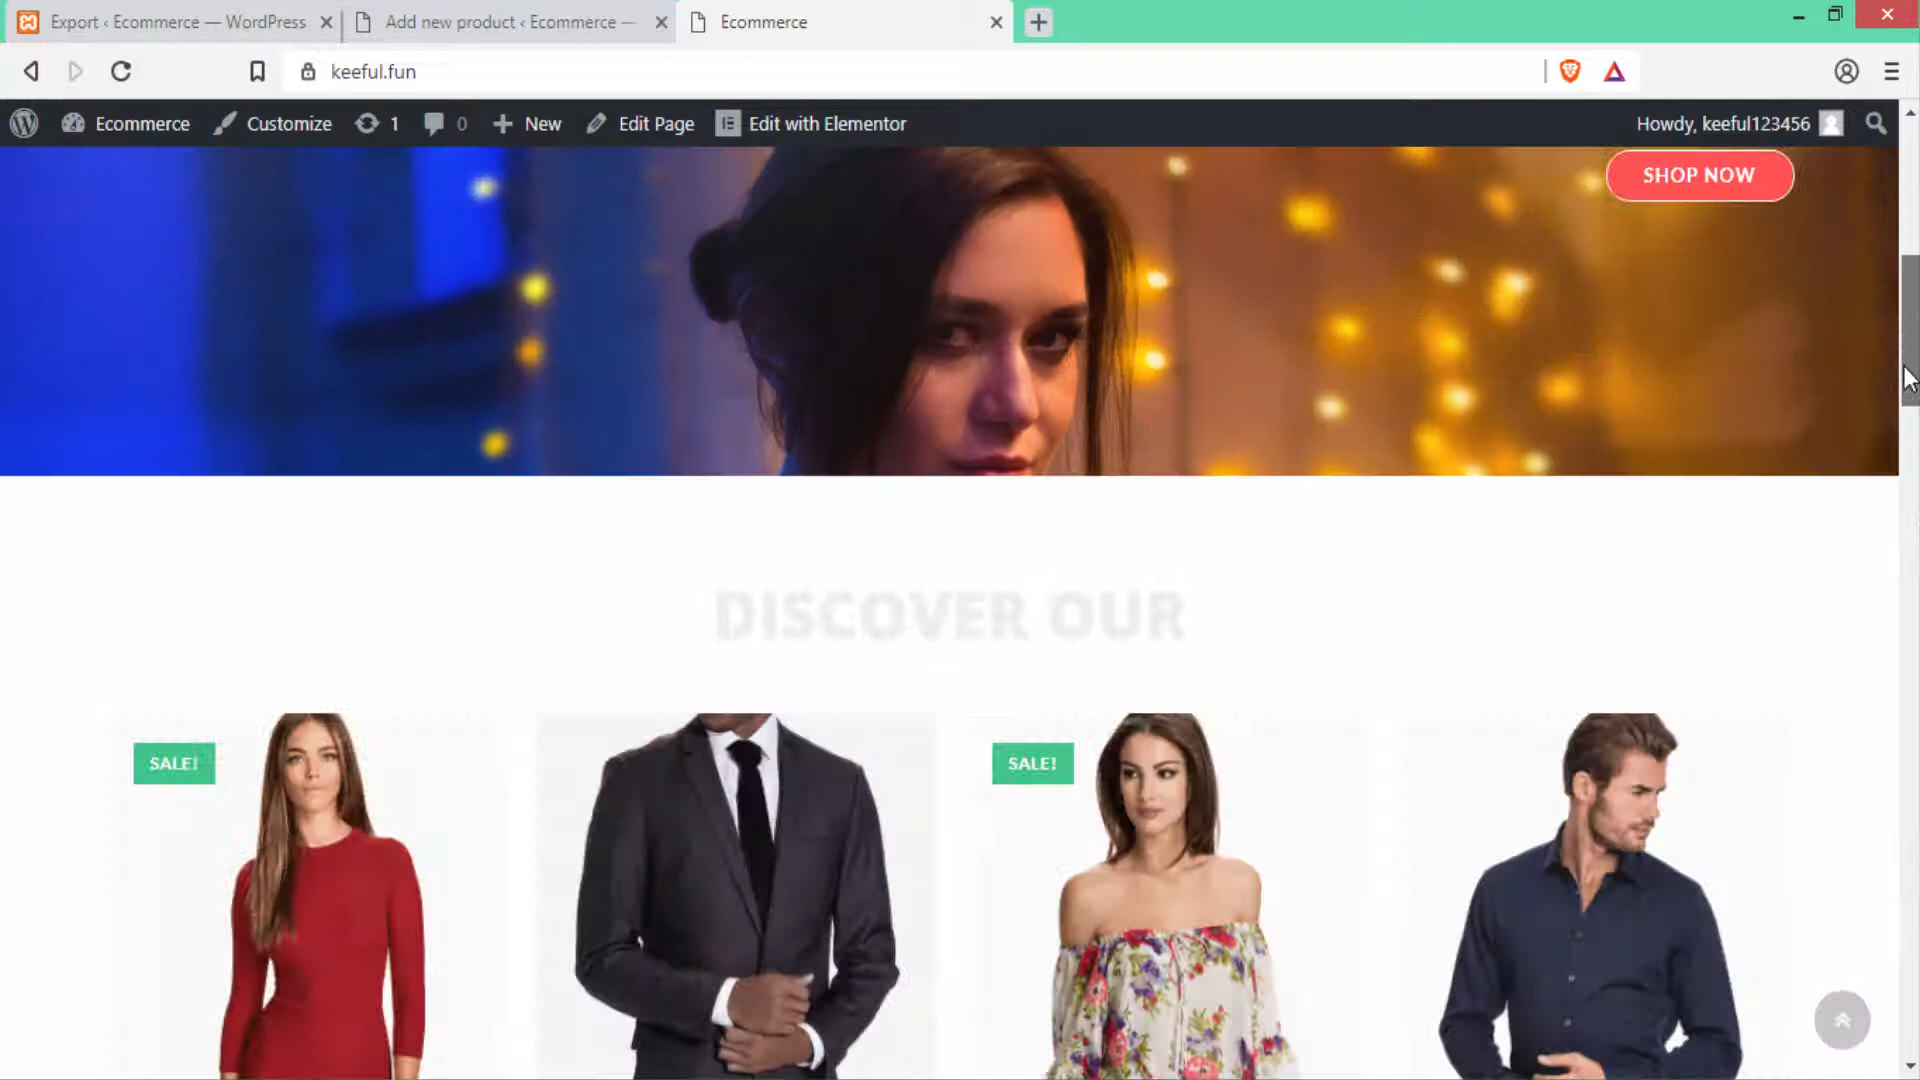 Export ‹ Ecommerce — WordPress
Add new product ‹ Ecommerce —
Ecommerce
keeful.fun
Ecommerce
Customize
1
0
New
Edit Page
Edit with Elementor
Howdy, keeful123456
SHOP NOW
DISCOVER OUR
SALE!
SALE!